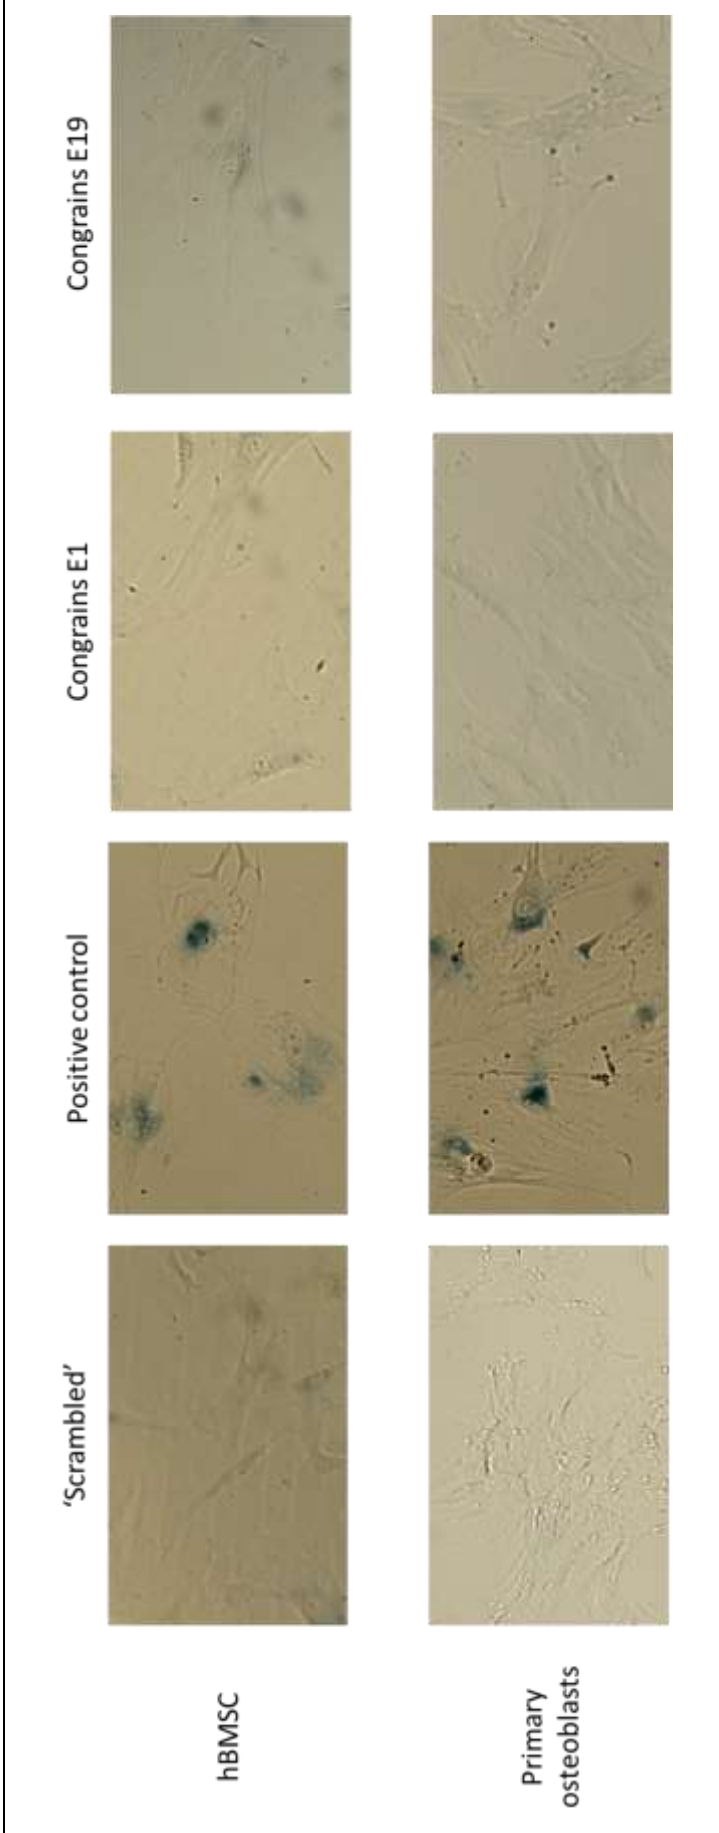 'Scrambled'
Positive control
Congrains E1
Congrains E19
hBMSC
Primary
osteoblasts